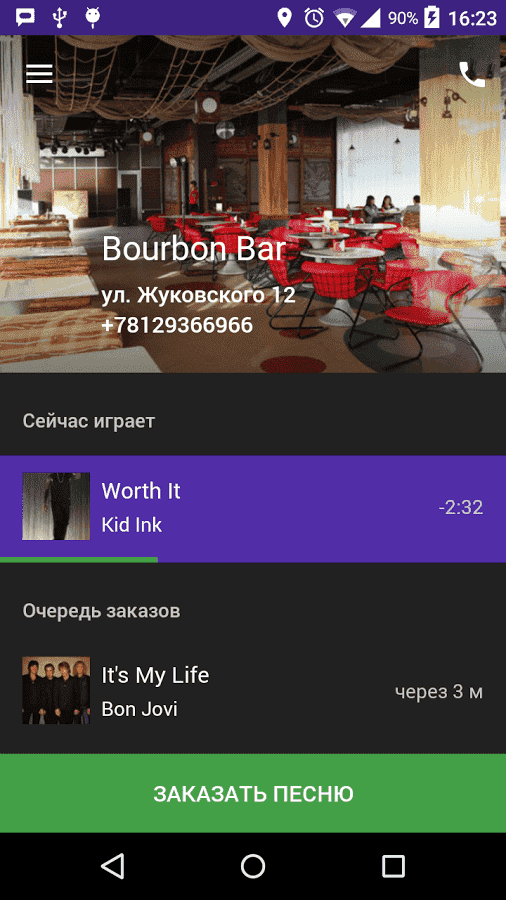 90% 16:23
Bourbon Bar
ул. Жуковского 12
+78129366966
Сейчас играет
Worth It
-2:32
Kid Ink
Очередь заказов
It's My Life
через 3 м
Bon Jovi
ЗАКАЗАТЬ ПЕСНЮ